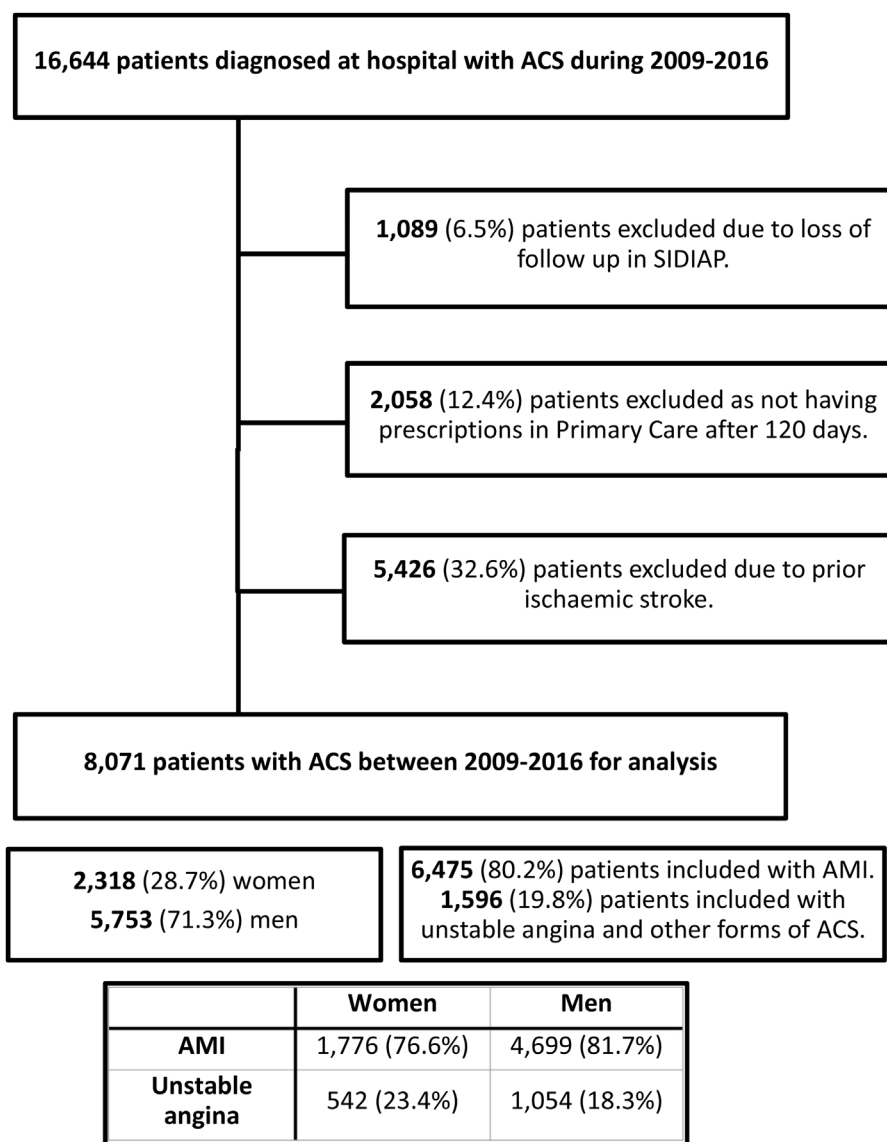 16,644 patients diagnosed at hospital with ACS during 2009-2016
1,089 (6.5%) patients excluded due to loss of
follow up in SIDIAP.
2,058 (12.4%) patients excluded as not having
prescriptions in Primary Care after 120 days.
5,426 (32.6%) patients excluded due to prior
ischaemic stroke.
8,071 patients with ACS between 2009-2016 for analysis
2,318 (28.7%) women
5,753 (71.3%) men
6,475 (80.2%) patients included with AMI.
1,596 (19.8%) patients included with
unstable angina and other forms of ACS.
Women Men
AMI 1,776 (76.6%) 4,699 (81.7%)
Unstable
angina 542 (23.4%) 1,054 (18.3%)